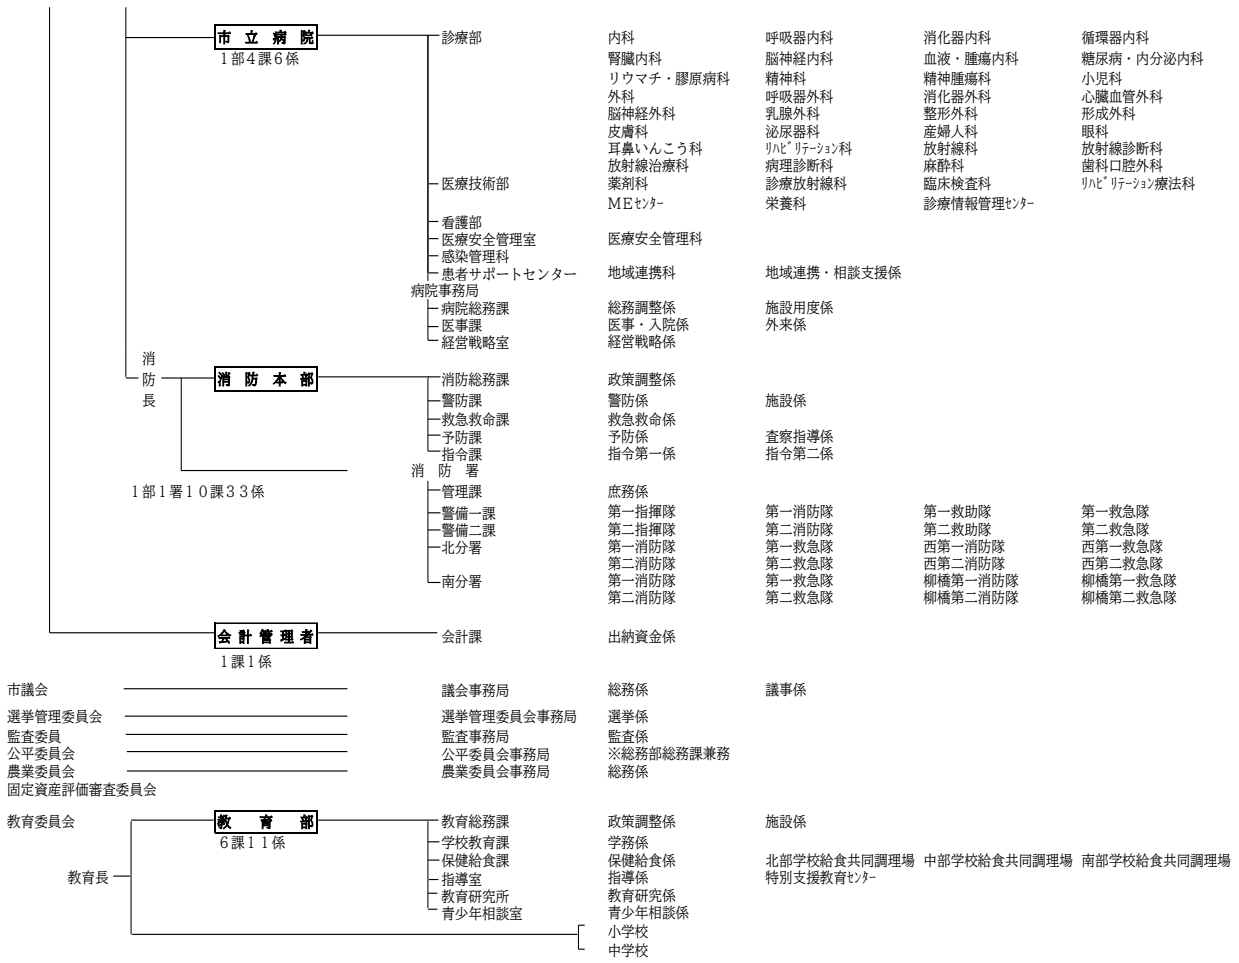 市立病院 診療部 内科 呼吸器内科 消化器内科 循環器内科
1部4課6係
腎臓内科 脳神経内科 血液・腫瘍内科 糖尿病・内分泌内科
リウマチ・膠原病科 精神科 精神腫瘍科 小児科
外科 呼吸器外科 消化器外科 心臓血管外科
脳神経外科 乳腺外科 整形外科 形成外科
皮膚科 泌尿器科 産婦人科 眼科
耳鼻いんこう科 ﾘﾊﾋﾞﾘﾃｰｼｮﾝ科 放射線科 放射線診断科
放射線治療科 病理診断科 麻酔科 歯科口腔外科
医療技術部 薬剤科 診療放射線科 臨床検査科 ﾘﾊﾋﾞﾘﾃｰｼｮﾝ療法科
MEｾﾝﾀｰ 栄養科 診療情報管理ｾﾝﾀｰ
看護部
医療安全管理室 医療安全管理科
感染管理科
患者サポートセンター 地域連携科 地域連携・相談支援係
病院事務局
病院総務課 総務調整係 施設用度係
医事課 医事・入院係 外来係
経営戦略室 経営戦略係
消防長
消防本部 消防総務課 政策調整係
警防課 警防係 施設係
救急救命課 救急救命係
予防課 予防係 査察指導係
指令課 指令第一係 指令第二係
消防署
1部1署10課33係 管理課 庶務係
警備一課 第一指揮隊 第一消防隊 第一救助隊 第一救急隊
警備二課 第二指揮隊 第二消防隊 第二救助隊 第二救急隊
北分署 第一消防隊 第一救急隊 西第一消防隊 西第一救急隊
第二消防隊 第二救急隊 西第二消防隊 西第二救急隊
南分署 第一消防隊 第一救急隊 柳橋第一消防隊 柳橋第一救急隊
第二消防隊 第二救急隊 柳橋第二消防隊 柳橋第二救急隊
会計管理者 会計課 出納資金係
1課1係
市議会 議会事務局 総務係 議事係
選挙管理委員会 選挙管理委員会事務局 選挙係
監査委員 監査事務局 監査係
公平委員会 公平委員会事務局 ※総務部総務課兼務
農業委員会 農業委員会事務局 総務係
固定資産評価審査委員会
教育委員会 教育部 教育総務課 政策調整係 施設係
6課11係 学校教育課 学務係
保健給食課 保健給食係 北部学校給食共同調理場 中部学校給食共同調理場 南部学校給食共同調理場
教育長 指導室 指導係 特別支援教育ｾﾝﾀｰ
教育研究所 教育研究係
青少年相談室 青少年相談係
小学校
中学校